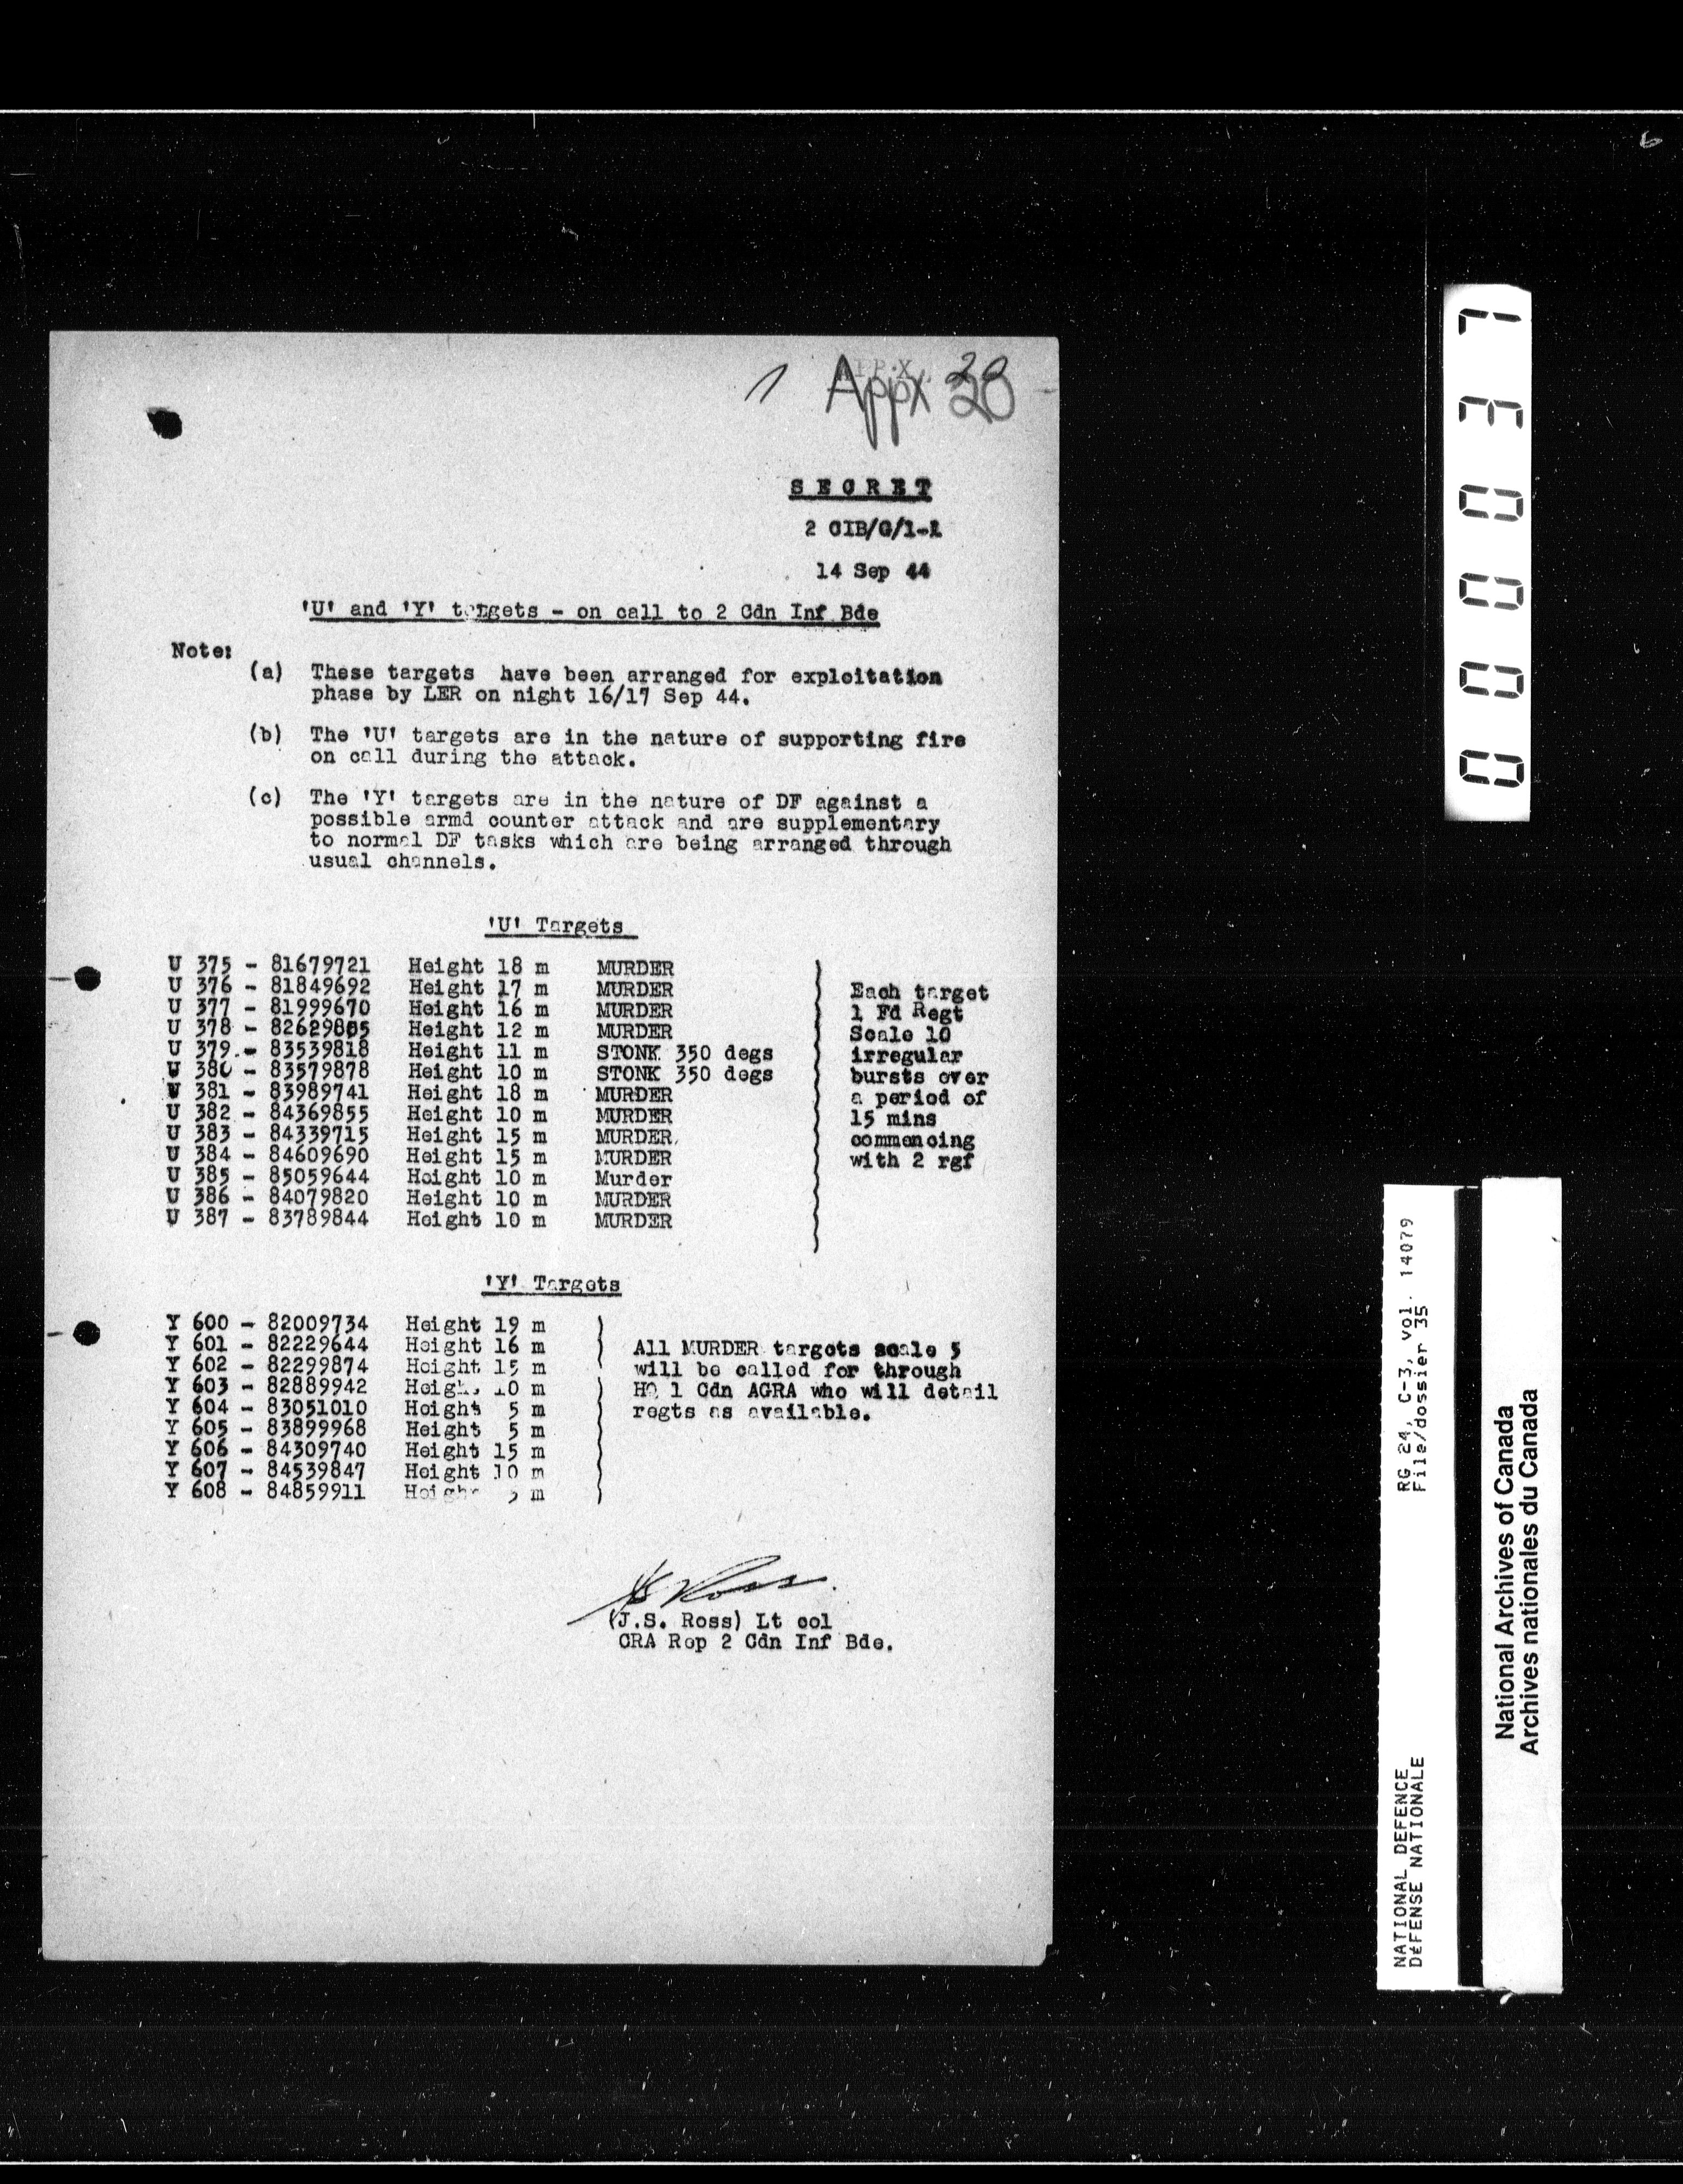 6
1 Appx 20
APPX 20
SECRET
2 CIB/G/1-1
14 Sep 44
'U' and 'Y' targets - on call to 2 Cdn Inf Bde
Note:
(a) These targets have been arranged for exploitation
phase by LER on night 16/17 Sep 44.
(b) The 'U' targets are in the nature of supporting fire
on call during the attack.
(c) The 'Y' targets are in the nature of DF against a
possible armd counter attack and are supplementary
to normal DF tasks which are being arranged through
usual channels.
'U' Targets
U 375 - 81679721 Height 18 m MURDER
U 376 - 81849692 Height 17 m MURDER
U 377 - 81999670 Height 16 m MURDER
U 378 - 82629805 Height 12 m MURDER
U 379 - 83539818 Height 11 m STONK 350 degs
U 380 - 83579878 Height 10 m STONK 350 degs
U 381 - 83989741 Height 18 m MURDER
U 382 - 84369855 Height 10 m MURDER
U 383 - 84339715 Height 15 m MURDER
U 384 - 84609690 Height 15 m MURDER
U 385 - 85059644 Height 10 m Murder
U 386 - 84079820 Height 10 m MURDER
U 387 - 83789844 Height 10 m MURDER
Each target
1 Fd Regt
Scale 10
irregular
bursts over
a period of
15 mins
commencing
with 2 rgf
'Y' Targets
Y 600 - 82009734 Height 19 m
Y 601 - 82229644 Height 16 m
Y 602 - 82299874 Height 15 m
Y 603 - 82889942 Height 10 m
Y 604 - 83051010 Height 5 m
Y 605 - 83899968 Height 5 m
Y 606 - 84309740 Height 15 m
Y 607 - 84539847 Height 10 m
Y 608 - 84859911 Height 5 m
All MURDER targets scale 5
will be called for through
HQ 1 Cdn AGRA who will detail
regts as available.
JS Ross
(J.S. Ross) Lt col
CRA Rep 2 Cdn Inf Bde.
000037
NATIONAL DEFENCE
DÉFENSE NATIONALE
RG 24, C-3, vol. 14079
File/dossier 35
National Archives of Canada
Archives nationales du Canada